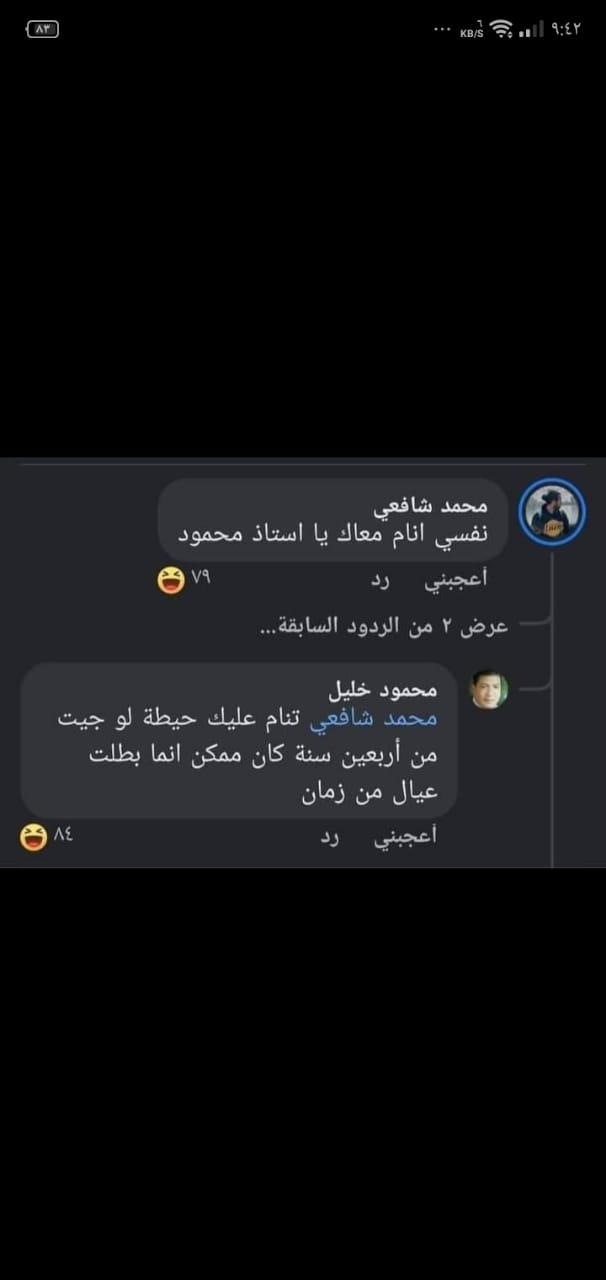 ٩:٤٢
٦
KB/S
...
٨٣
محمد شافعي
نفسي انام معاك يا استاذ محمود
أعجبني رد ٧٩
عرض ٢ من الردود السابقة...
محمود خليل
محمد شافعي تنام عليك حيطة لو جيت
من أربعين سنة كان ممكن انما بطلت
عيال من زمان
أعجبني رد ٨٤